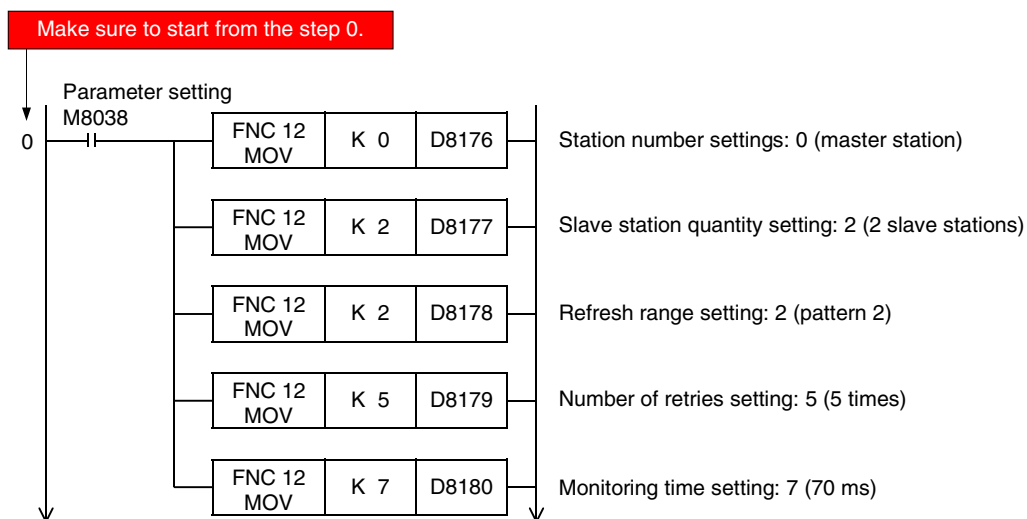 Make sure to start from the step 0.
Parameter setting
M8038
0
FNC 12
MOV
K 0
D8176
Station number settings: 0 (master station)
FNC 12
MOV
K 2
D8177
Slave station quantity setting: 2 (2 slave stations)
FNC 12
MOV
K 2
D8178
Refresh range setting: 2 (pattern 2)
FNC 12
MOV
K 5
D8179
Number of retries setting: 5 (5 times)
FNC 12
MOV
K 7
D8180
Monitoring time setting: 7 (70 ms)